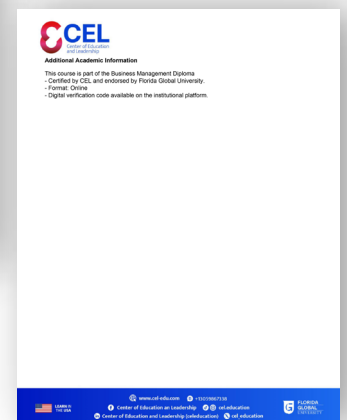 CEL
Center of Education
and Leadership
Additional Academic Information
This course is part of the Business Management Diploma
- Certified by CEL and endorsed by Florida Global University.
- Format: Online
- Digital verification code available on the institutional platform.
www.cel-edu.com +13039067330
Center of Education an Leadership cel.education
Center of Education and Leadership (celeducation) cel_education
LEARN IN
THE USA
FLORIDA
GLOBAL
UNIVERSITY